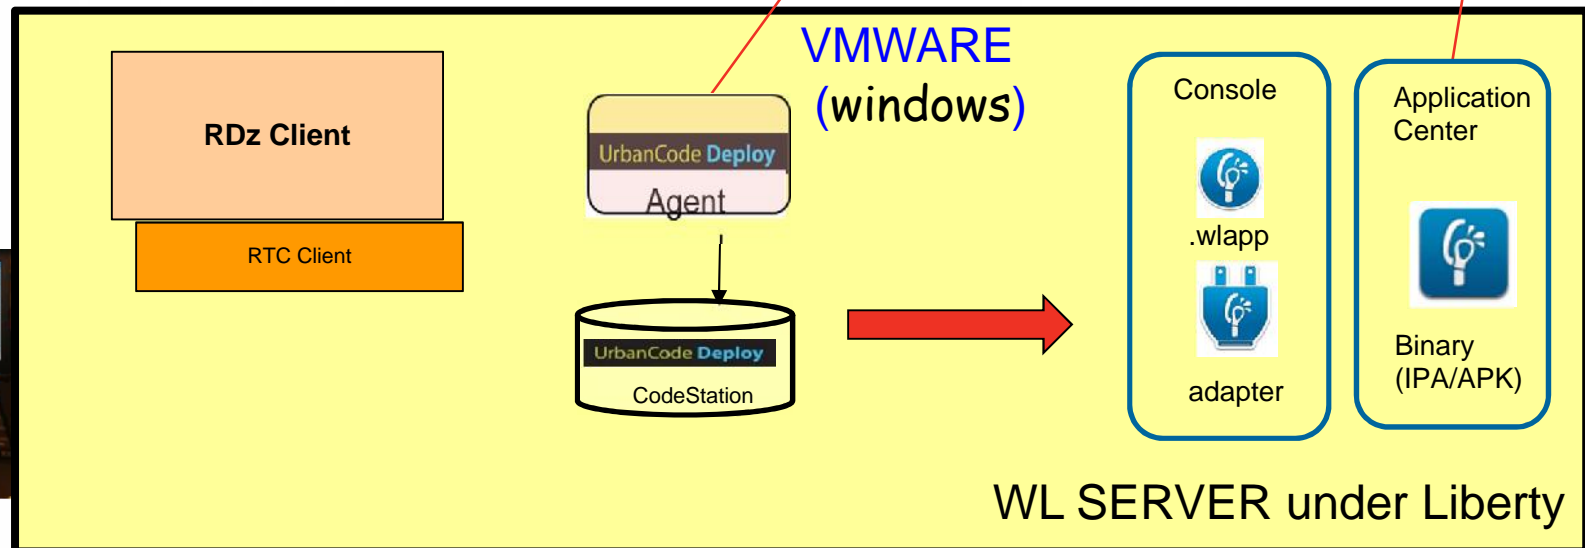 VMWARE
(windows)
RDz Client
RTC Client
UrbanCode Deploy
Agent
UrbanCode Deploy
CodeStation
Console
.wlapp
adapter
Application
Center
Binary
(IPA/APK)
WL SERVER under Liberty